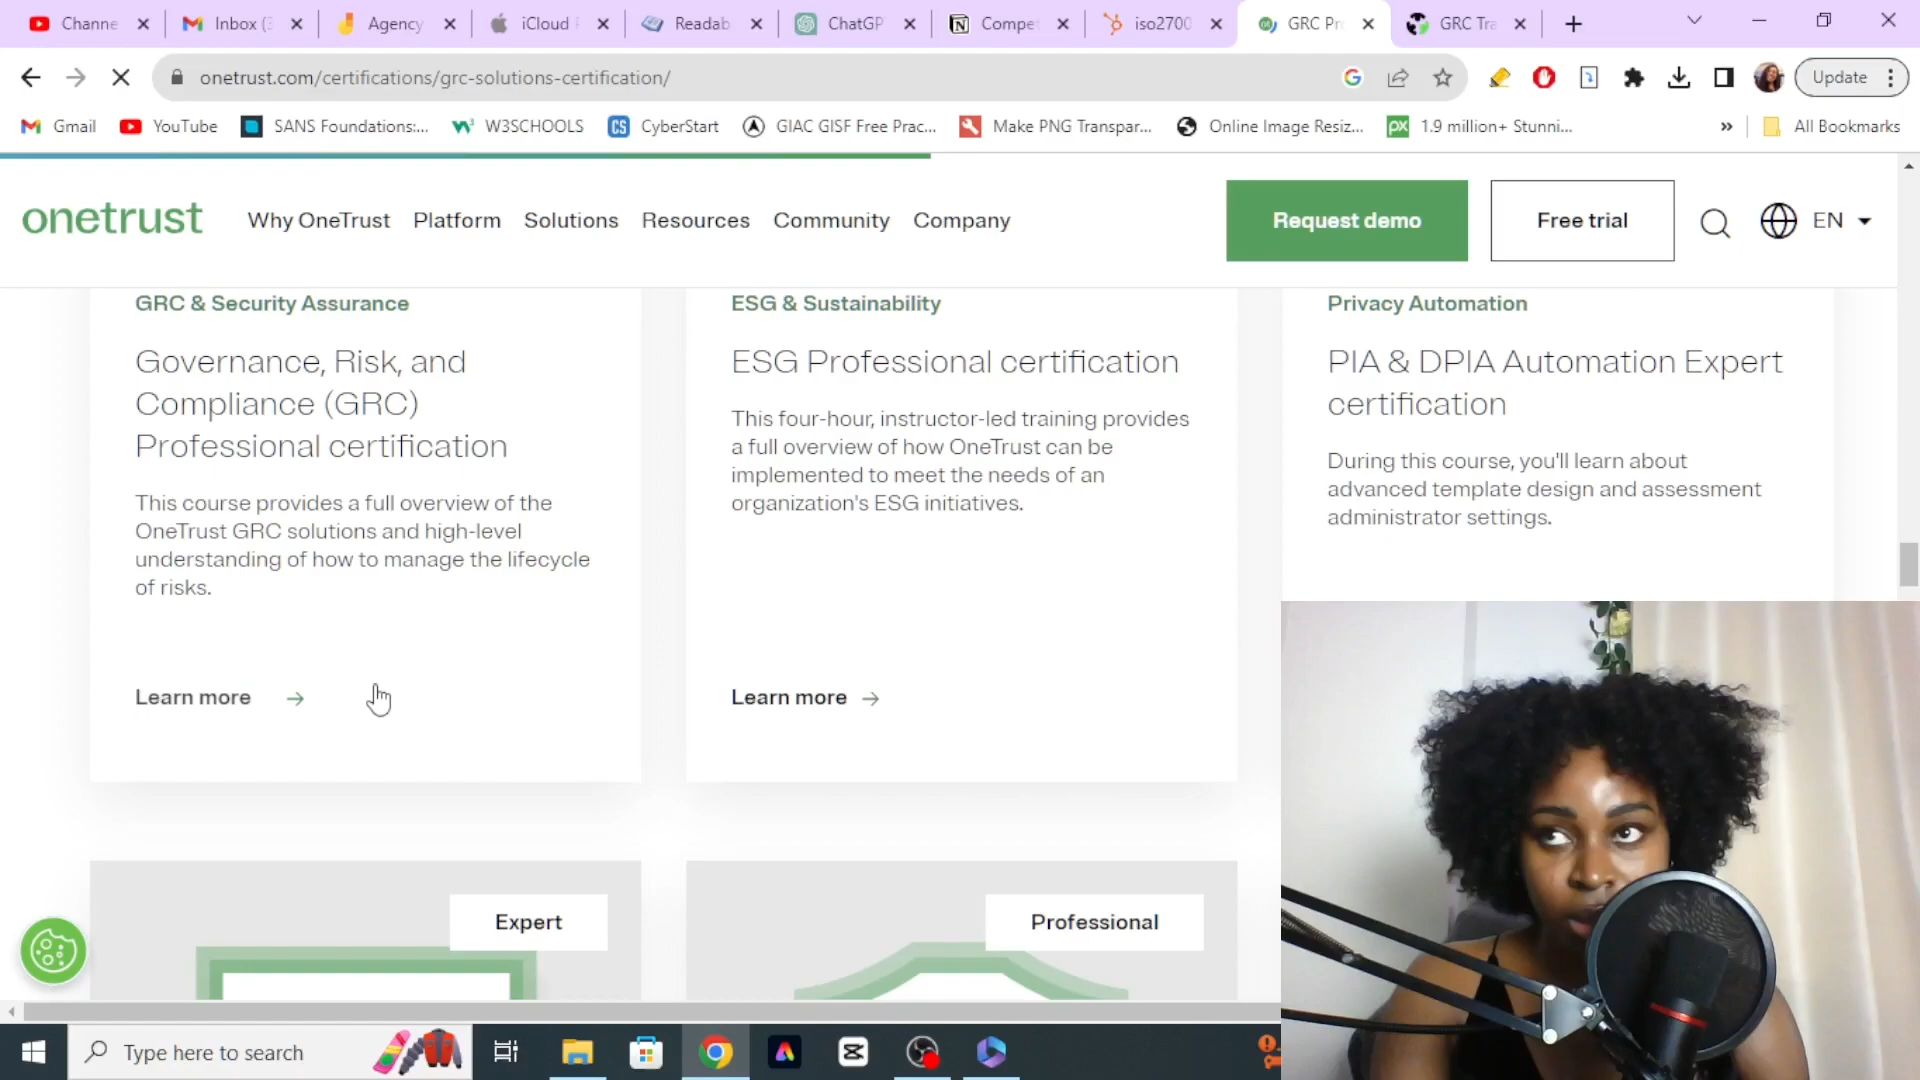 Channe
Inbox (3
Agency
iCloud
Readab
ChatGP
Compet
iso2700
GRC Pr
GRC Tra
onetrust.com/certifications/grc-solutions-certification/
Update
Gmail
YouTube
SANS Foundations:...
W3SCHOOLS
CS CyberStart
GIAC GISF Free Prac...
Make PNG Transpar...
Online Image Resiz...
px 1.9 million+ Stunni...
»
All Bookmarks
onetrust
Why OneTrust
Platform
Solutions
Resources
Community
Company
Request demo
Free trial
EN
GRC & Security Assurance
Governance, Risk, and
Compliance (GRC)
Professional certification
This course provides a full overview of the
OneTrust GRC solutions and high-level
understanding of how to manage the lifecycle
of risks.
Learn more →
ESG & Sustainability
ESG Professional certification
This four-hour, instructor-led training provides
a full overview of how OneTrust can be
implemented to meet the needs of an
organization's ESG initiatives.
Learn more →
Privacy Automation
PIA & DPIA Automation Expert
certification
During this course, you'll learn about
advanced template design and assessment
administrator settings.
Expert
Professional
Type here to search